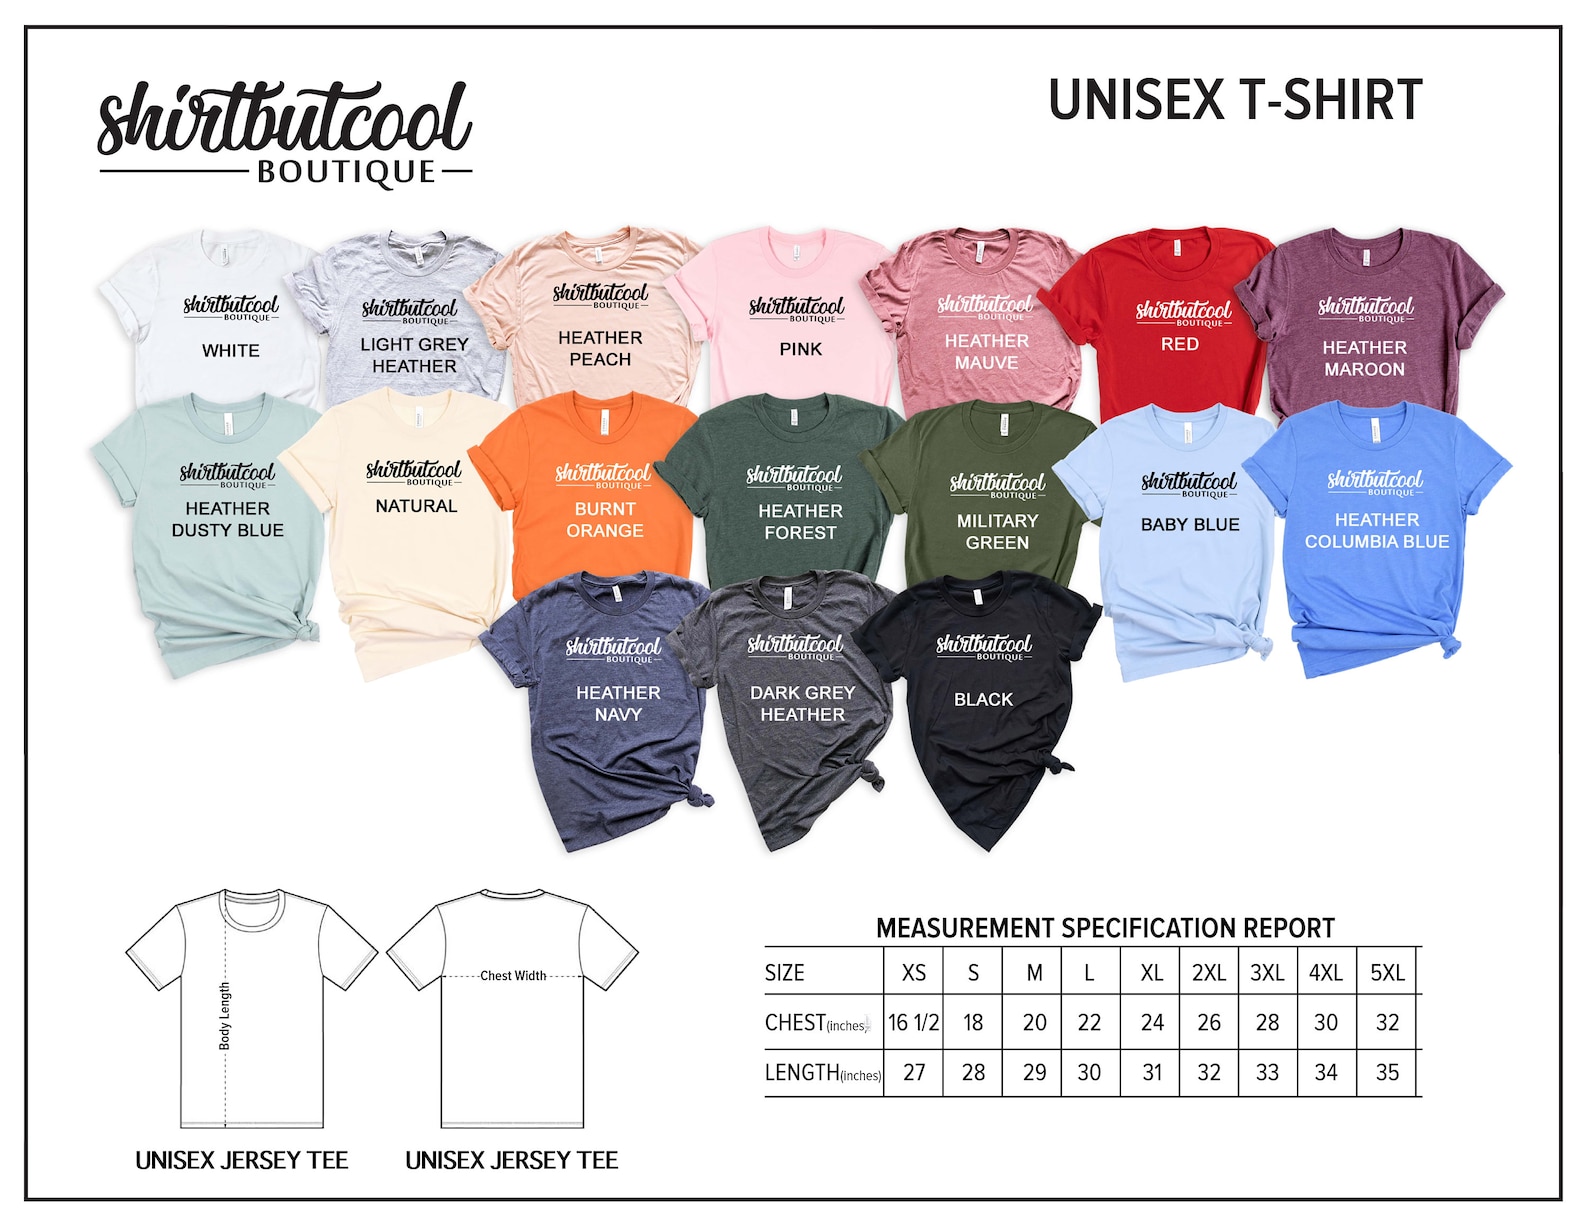 shirtbutcool
BOUTIQUE
UNISEX T-SHIRT
shirtbutcool
BOUTIQUE
WHITE
shirtbutcool
BOUTIQUE
LIGHT GREY
HEATHER
shirtbutcool
BOUTIQUE
HEATHER
PEACH
shirtbutcool
BOUTIQUE
PINK
shirtbutcool
BOUTIQUE
HEATHER
MAUVE
shirtbutcool
BOUTIQUE
RED
shirtbutcool
BOUTIQUE
HEATHER
MAROON
shirtbutcool
BOUTIQUE
HEATHER
DUSTY BLUE
shirtbutcool
BOUTIQUE
NATURAL
shirtbutcool
BOUTIQUE
BURNT
ORANGE
shirtbutcool
BOUTIQUE
HEATHER
FOREST
shirtbutcool
BOUTIQUE
MILITARY
GREEN
shirtbutcool
BOUTIQUE
BABY BLUE
shirtbutcool
BOUTIQUE
HEATHER
COLUMBIA BLUE
shirtbutcool
BOUTIQUE
HEATHER
NAVY
shirtbutcool
BOUTIQUE
DARK GREY
HEATHER
shirtbutcool
BOUTIQUE
BLACK
Body Length
UNISEX JERSEY TEE
Chest Width
UNISEX JERSEY TEE
MEASUREMENT SPECIFICATION REPORT
SIZE XS S M L XL 2XL 3XL 4XL 5XL
CHEST(inches) 16 1/2 18 20 22 24 26 28 30 32
LENGTH(inches) 27 28 29 30 31 32 33 34 35